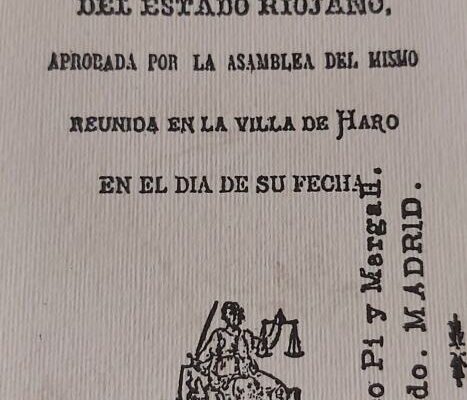 DEL ESTADO RIOJANO,
APROBADA POR LA ASAMBLEA DEL MISMO
REUNIDA EN LA VILLA DE HARO
EN EL DIA DE SU FECHA
o Pi y Margall.
do. MADRID.